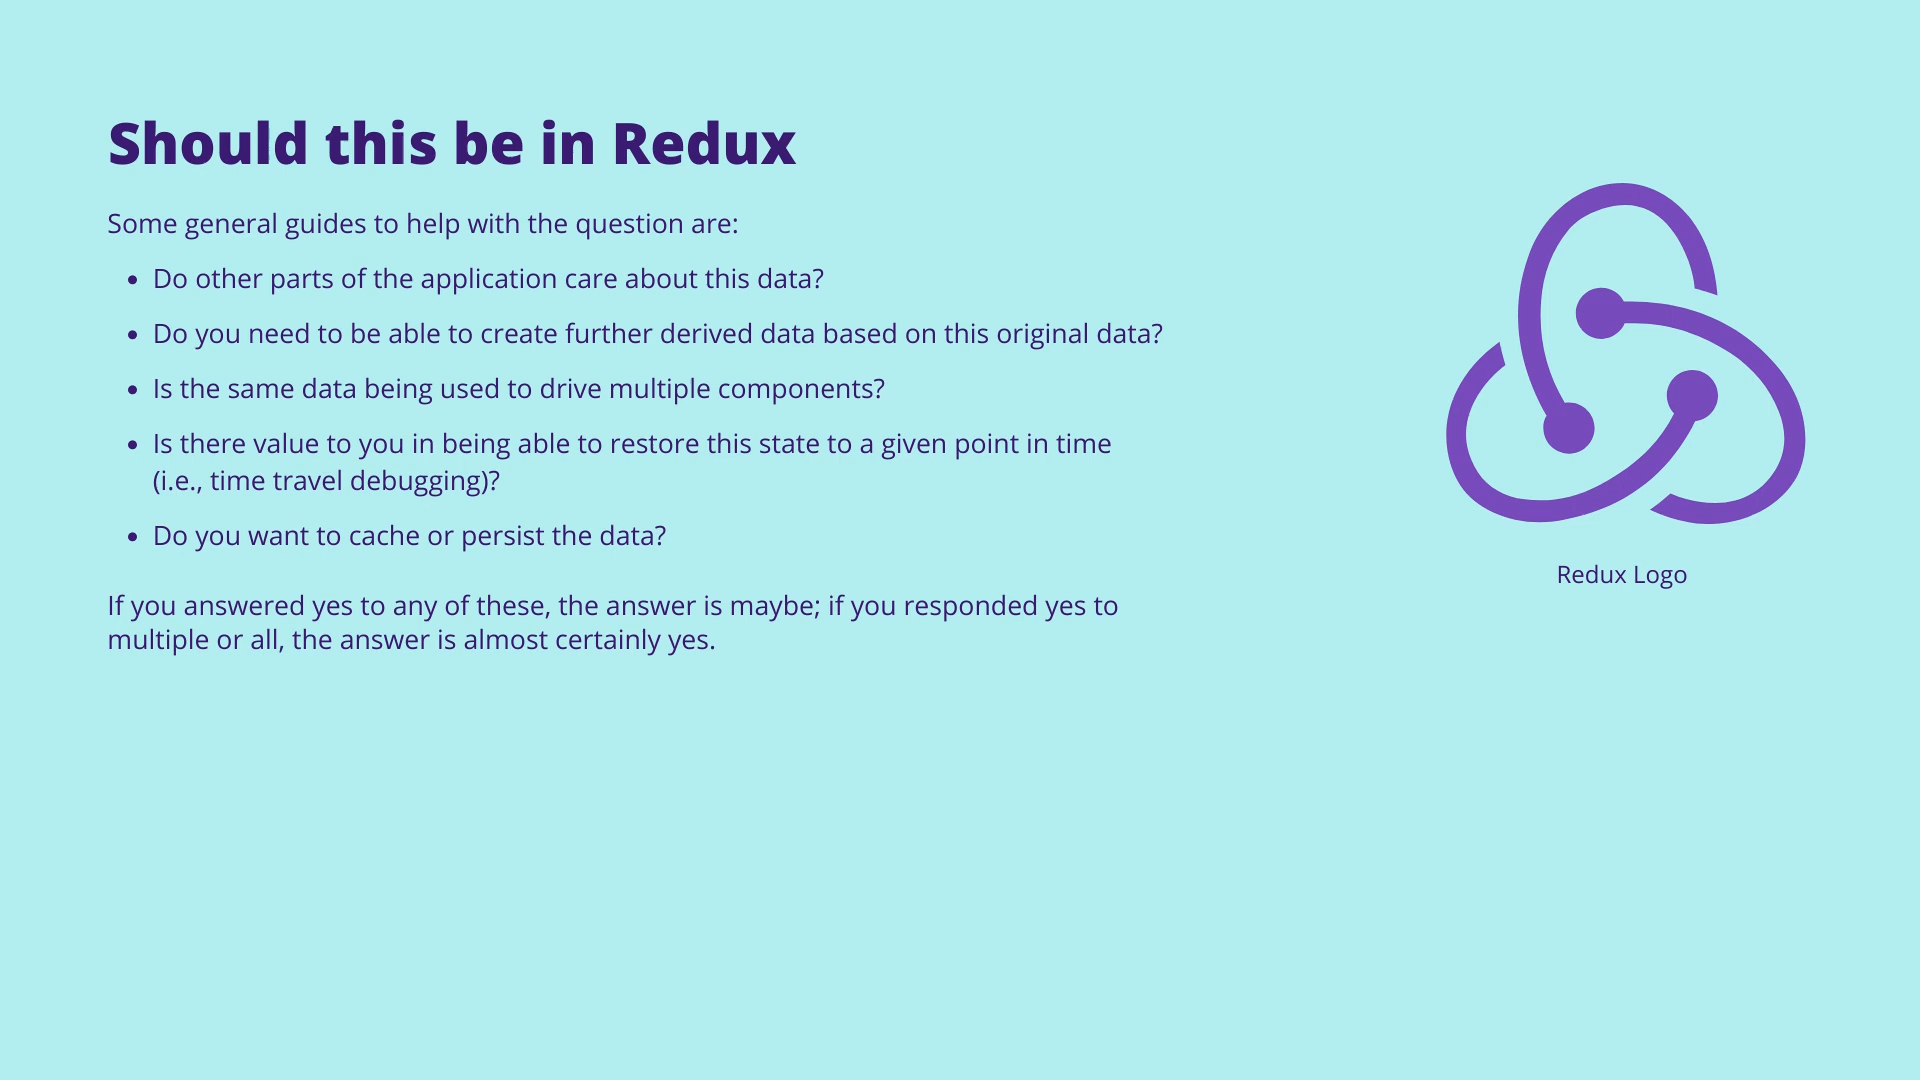 Should this be in Redux
Some general guides to help with the question are:
• Do other parts of the application care about this data?
• Do you need to be able to create further derived data based on this original data?
• Is the same data being used to drive multiple components?
• Is there value to you in being able to restore this state to a given point in time
(i.e., time travel debugging)?
• Do you want to cache or persist the data?
If you answered yes to any of these, the answer is maybe; if you responded yes to
multiple or all, the answer is almost certainly yes.
Redux Logo